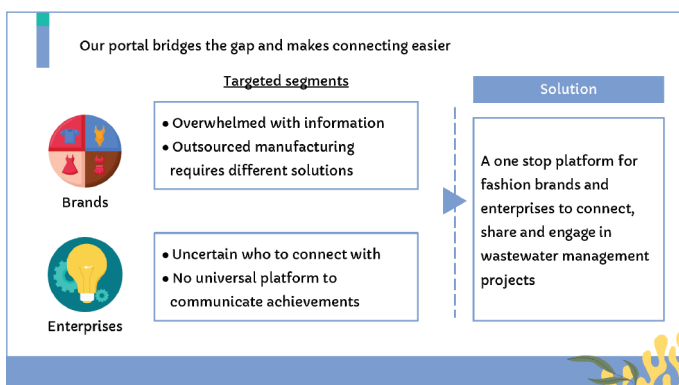 Our portal bridges the gap and makes connecting easier
Targeted segments
Brands
• Overwhelmed with information
• Outsourced manufacturing
requires different solutions
Enterprises
• Uncertain who to connect with
• No universal platform to
communicate achievements
Solution
A one stop platform for
fashion brands and
enterprises to connect,
share and engage in
wastewater management
projects